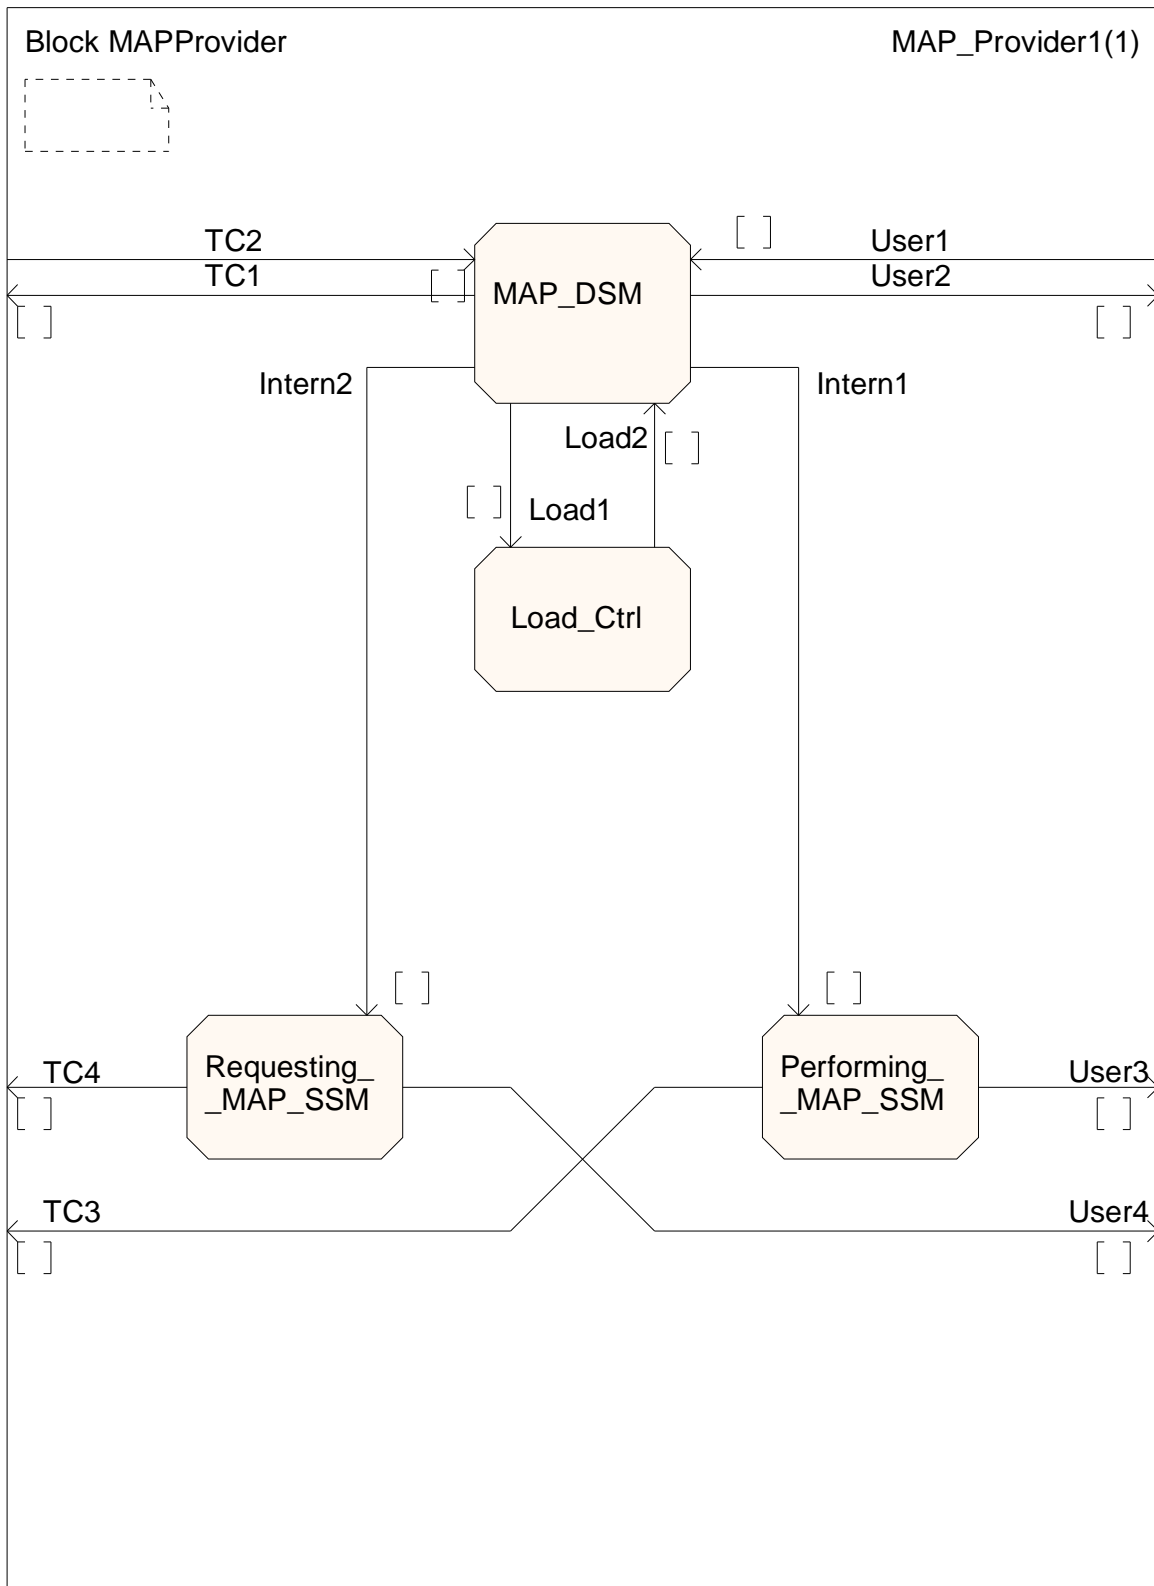 Block MAPProvider
MAP_Provider1(1)
TC2
User1
TC1
User2
MAP_DSM
Intern2
Intern1
Load2
Load1
Load_Ctrl
Requesting_
_MAP_SSM
Performing_
_MAP_SSM
TC4
User3
TC3
User4